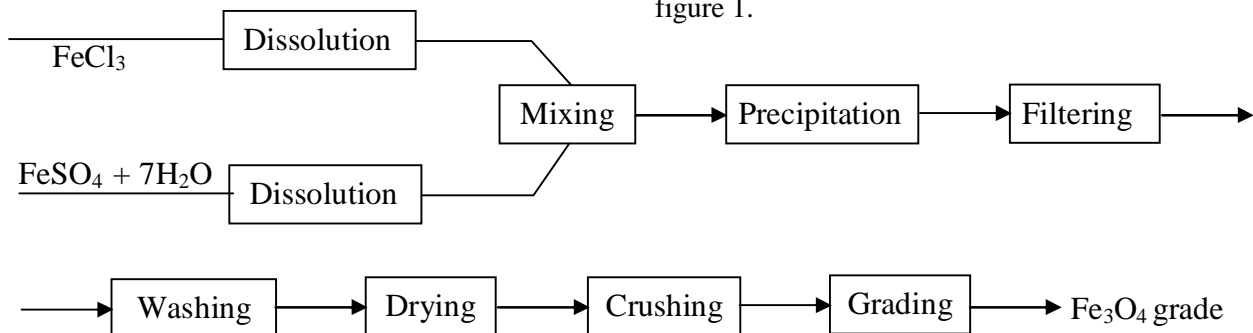 figure 1.
FeCl₃
Dissolution
FeSO₄ + 7H₂O
Dissolution
Mixing
Precipitation
Filtering
Washing
Drying
Crushing
Grading
Fe₃O₄ grade